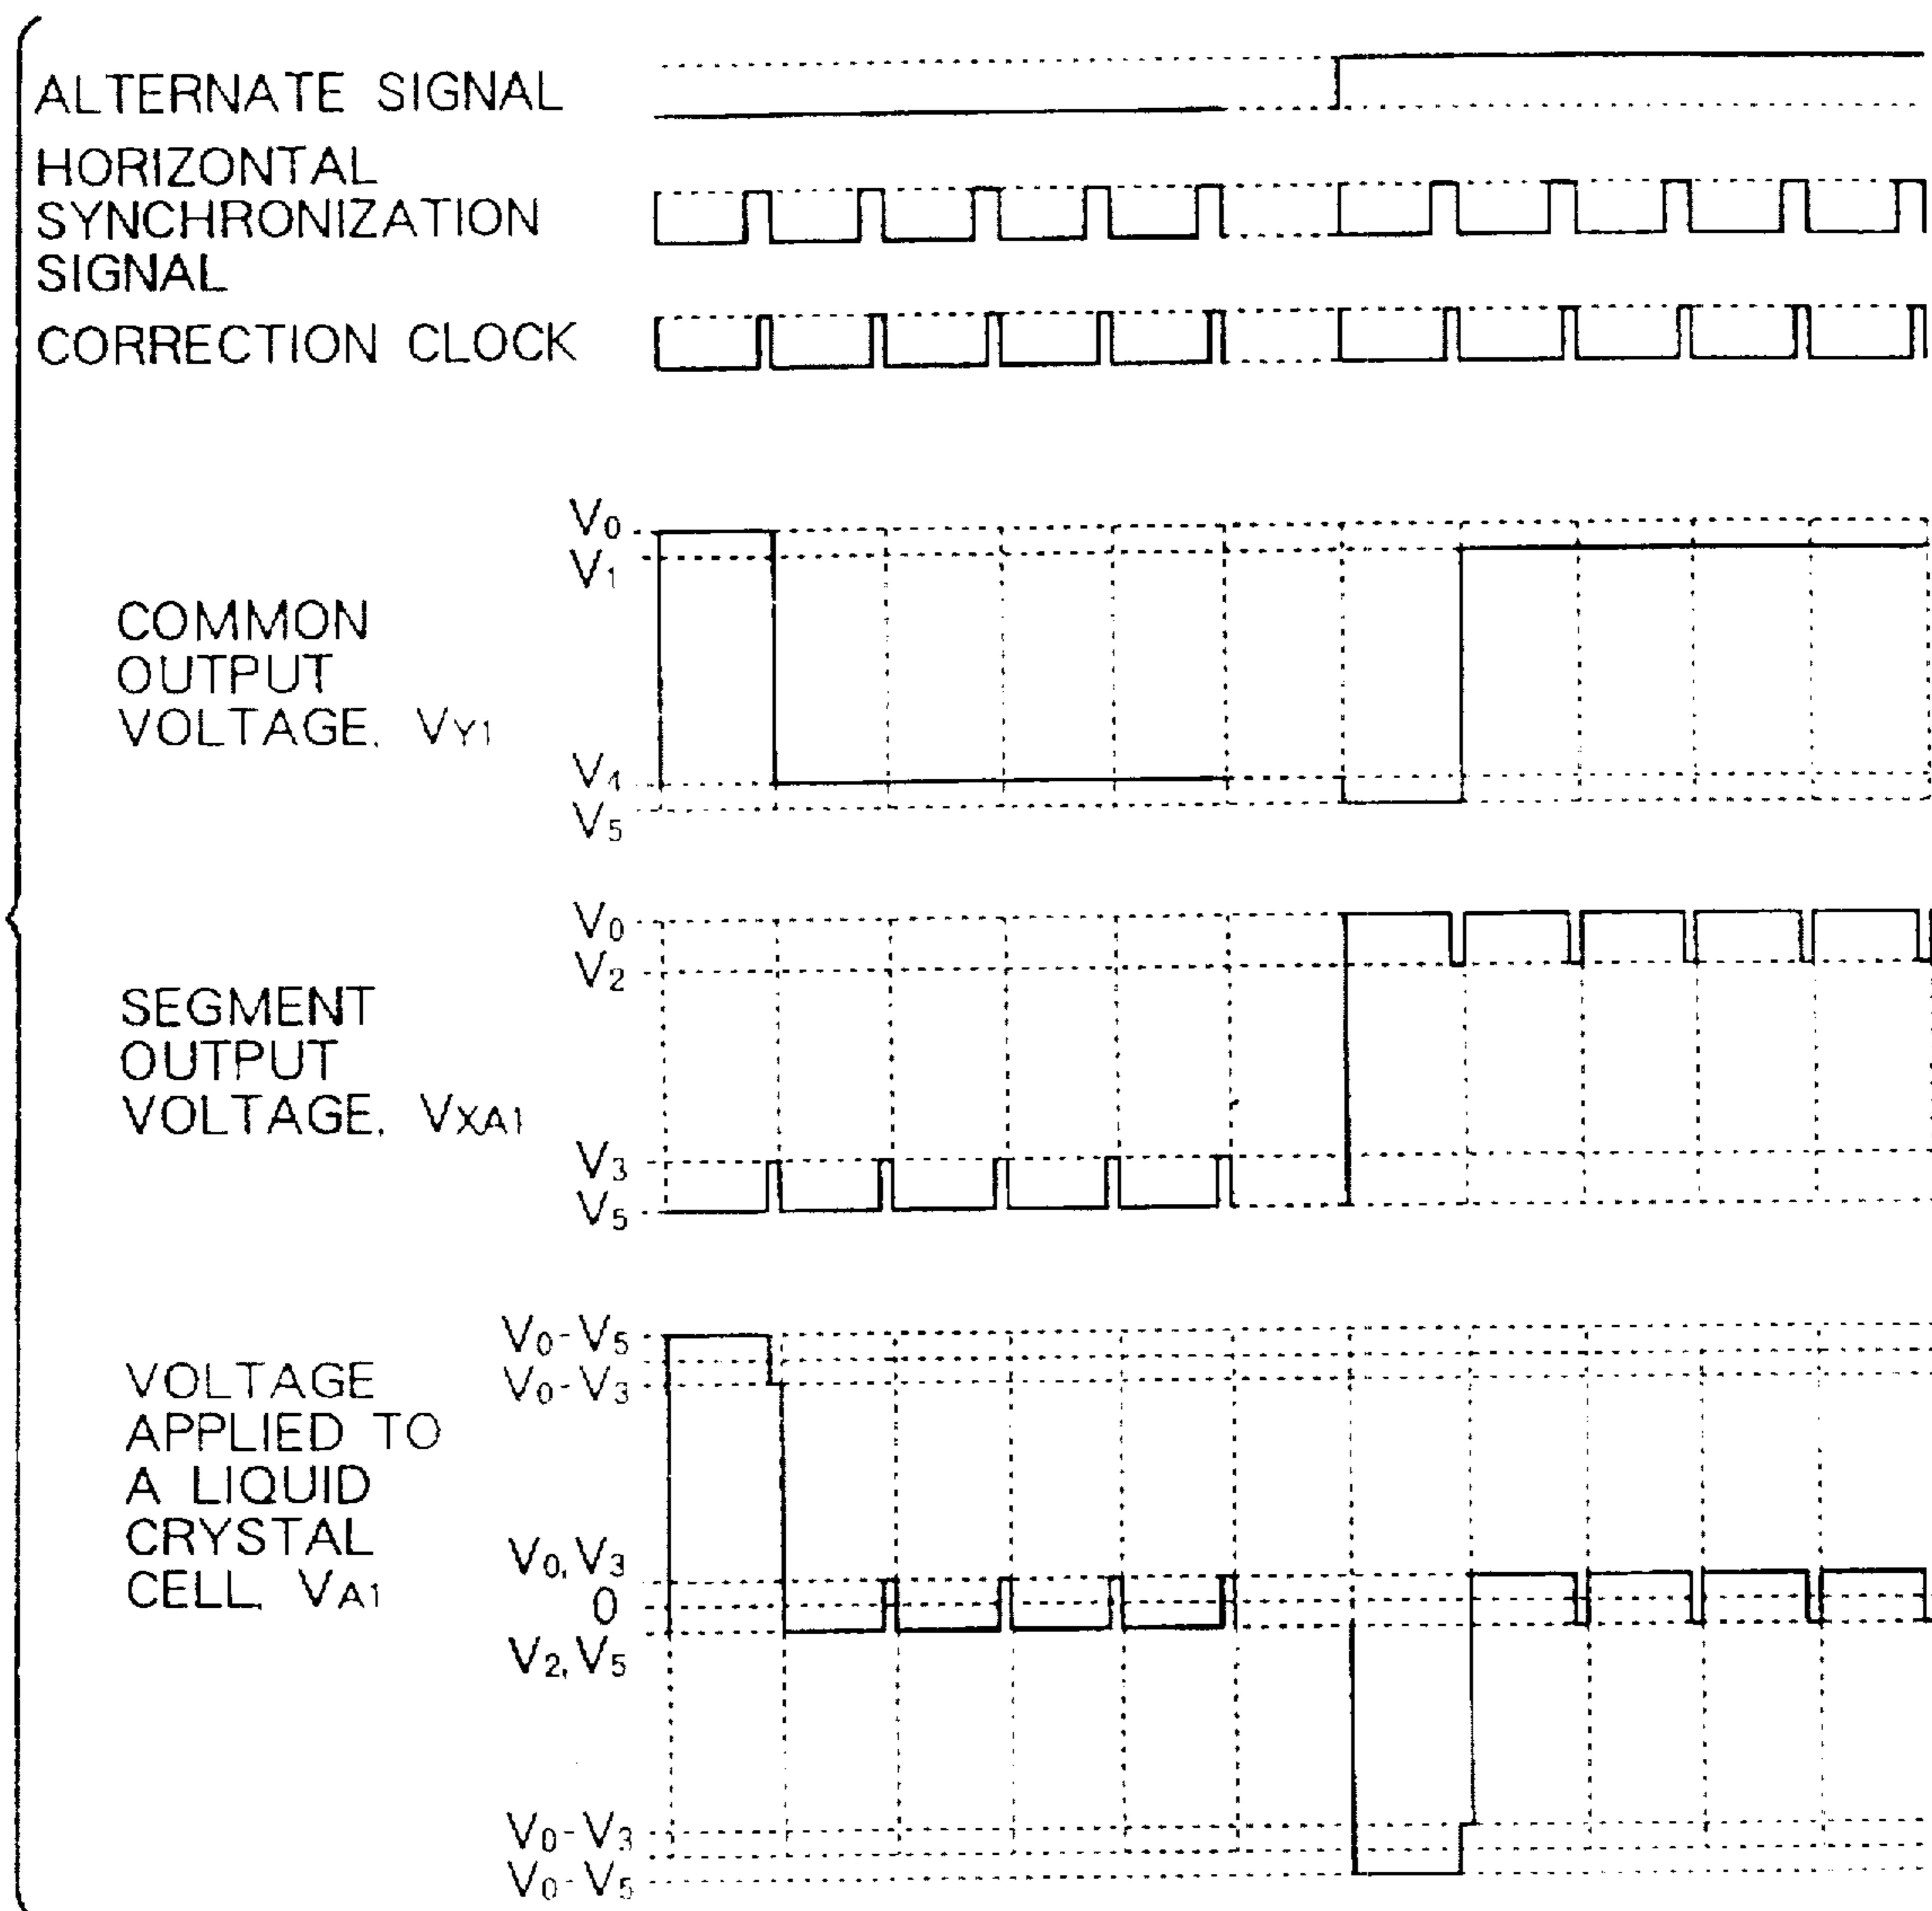 ALTERNATE SIGNAL
HORIZONTAL
SYNCHRONIZATION
SIGNAL
CORRECTION CLOCK
V0
V1
COMMON
OUTPUT
VOLTAGE, VY1
V4
V5
V0
V2
SEGMENT
OUTPUT
VOLTAGE, VXA1
V3
V5
V0-V5
V0-V3
VOLTAGE
APPLIED TO
A LIQUID
CRYSTAL
CELL, VA1
V0, V3
0
V2, V5
V0-V3
V0-V5